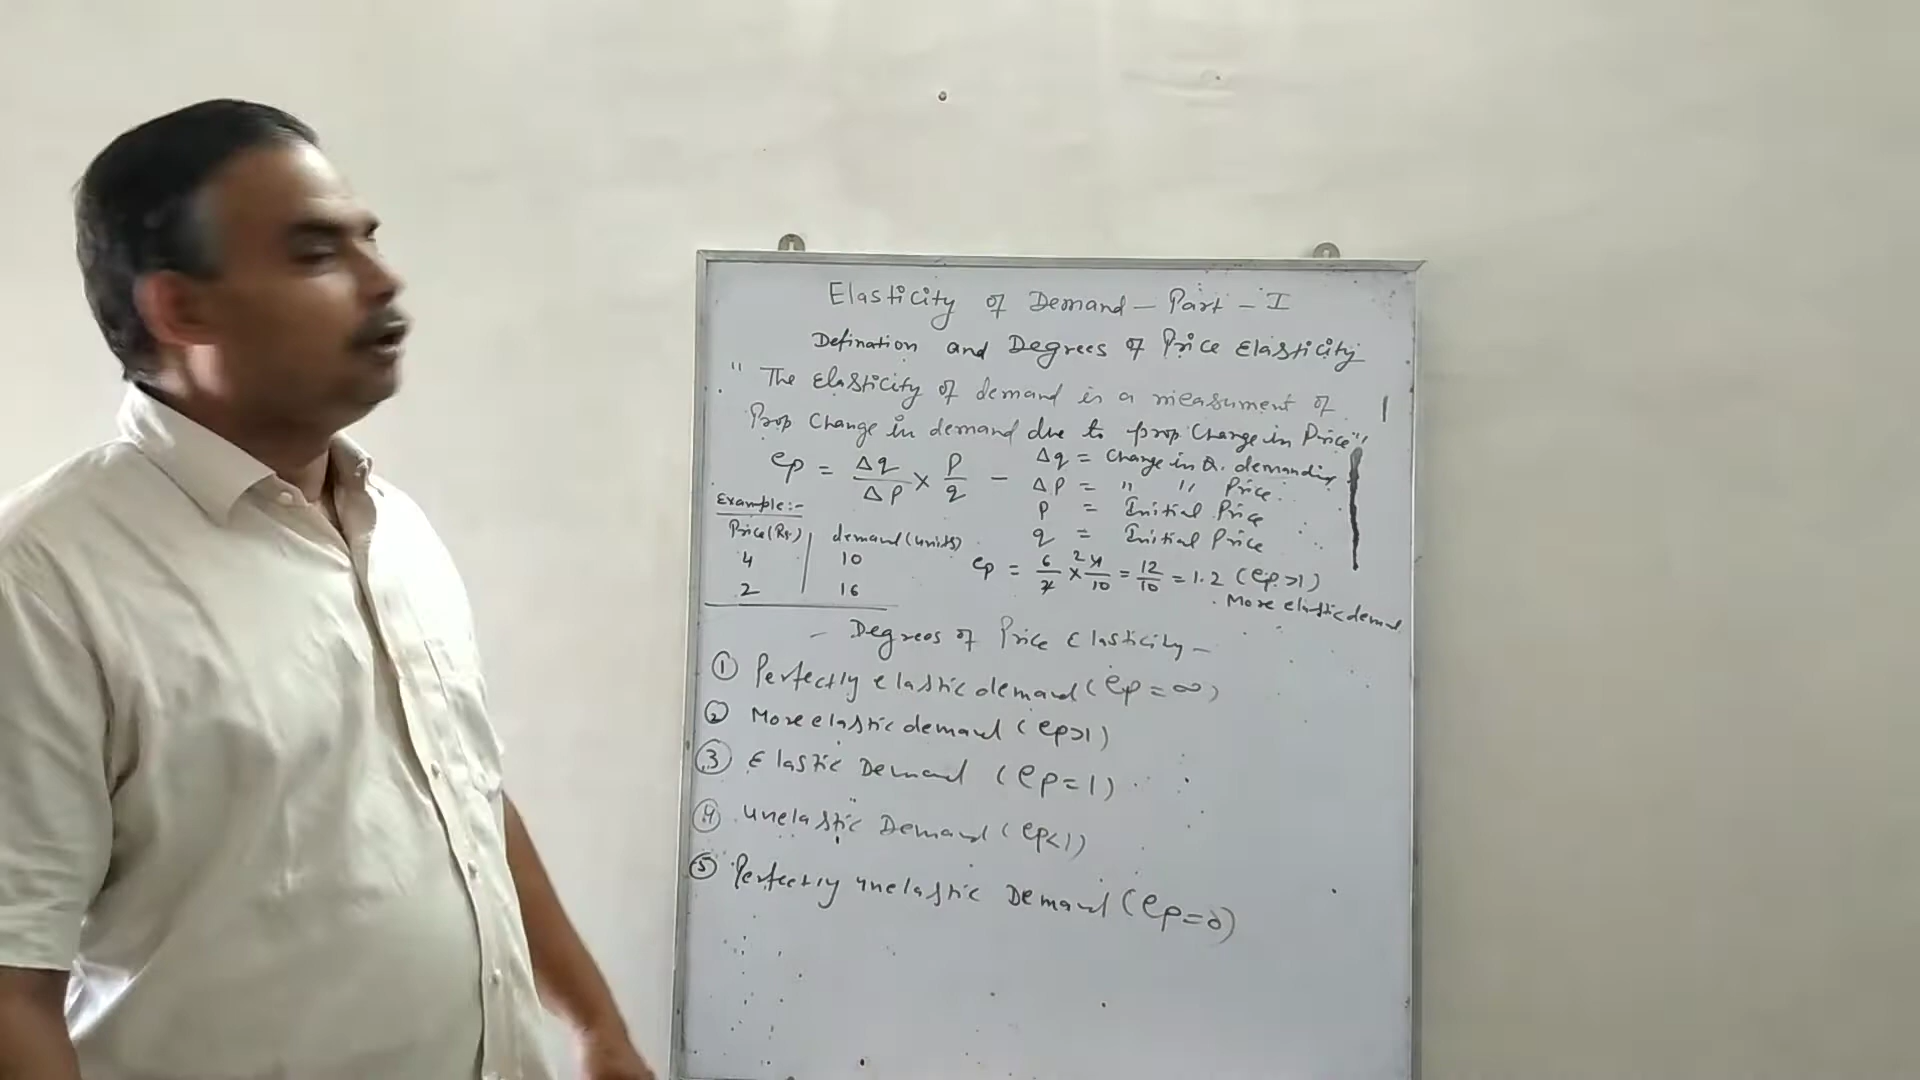 Elasticity of Demand - Part - I
Defination and Degrees of Price Elasticity
" The Elasticity of demand is a measument of
Prop Change in demand due to prop Change in Price"
ep = Δq/ΔP × P/q - Δq = Change in Q. demanding
ΔP = " " Price.
P = Initial Price
q = Initial Price
Example:-
Price (Rs.) | demand (units)
4 | 10
2 | 16
ep = 6/2 × 2 4/10 = 12/10 = 1.2 (ep>1)
More elastic demand
- Degrees of Price Elasticity -
① Perfectly elastic demand (ep = ∞)
② More elastic demand (ep>1)
③ Elastic Demand (ep=1)
④ unelastic Demand (ep<1)
⑤ Perfectly unelastic Demand (ep=0)